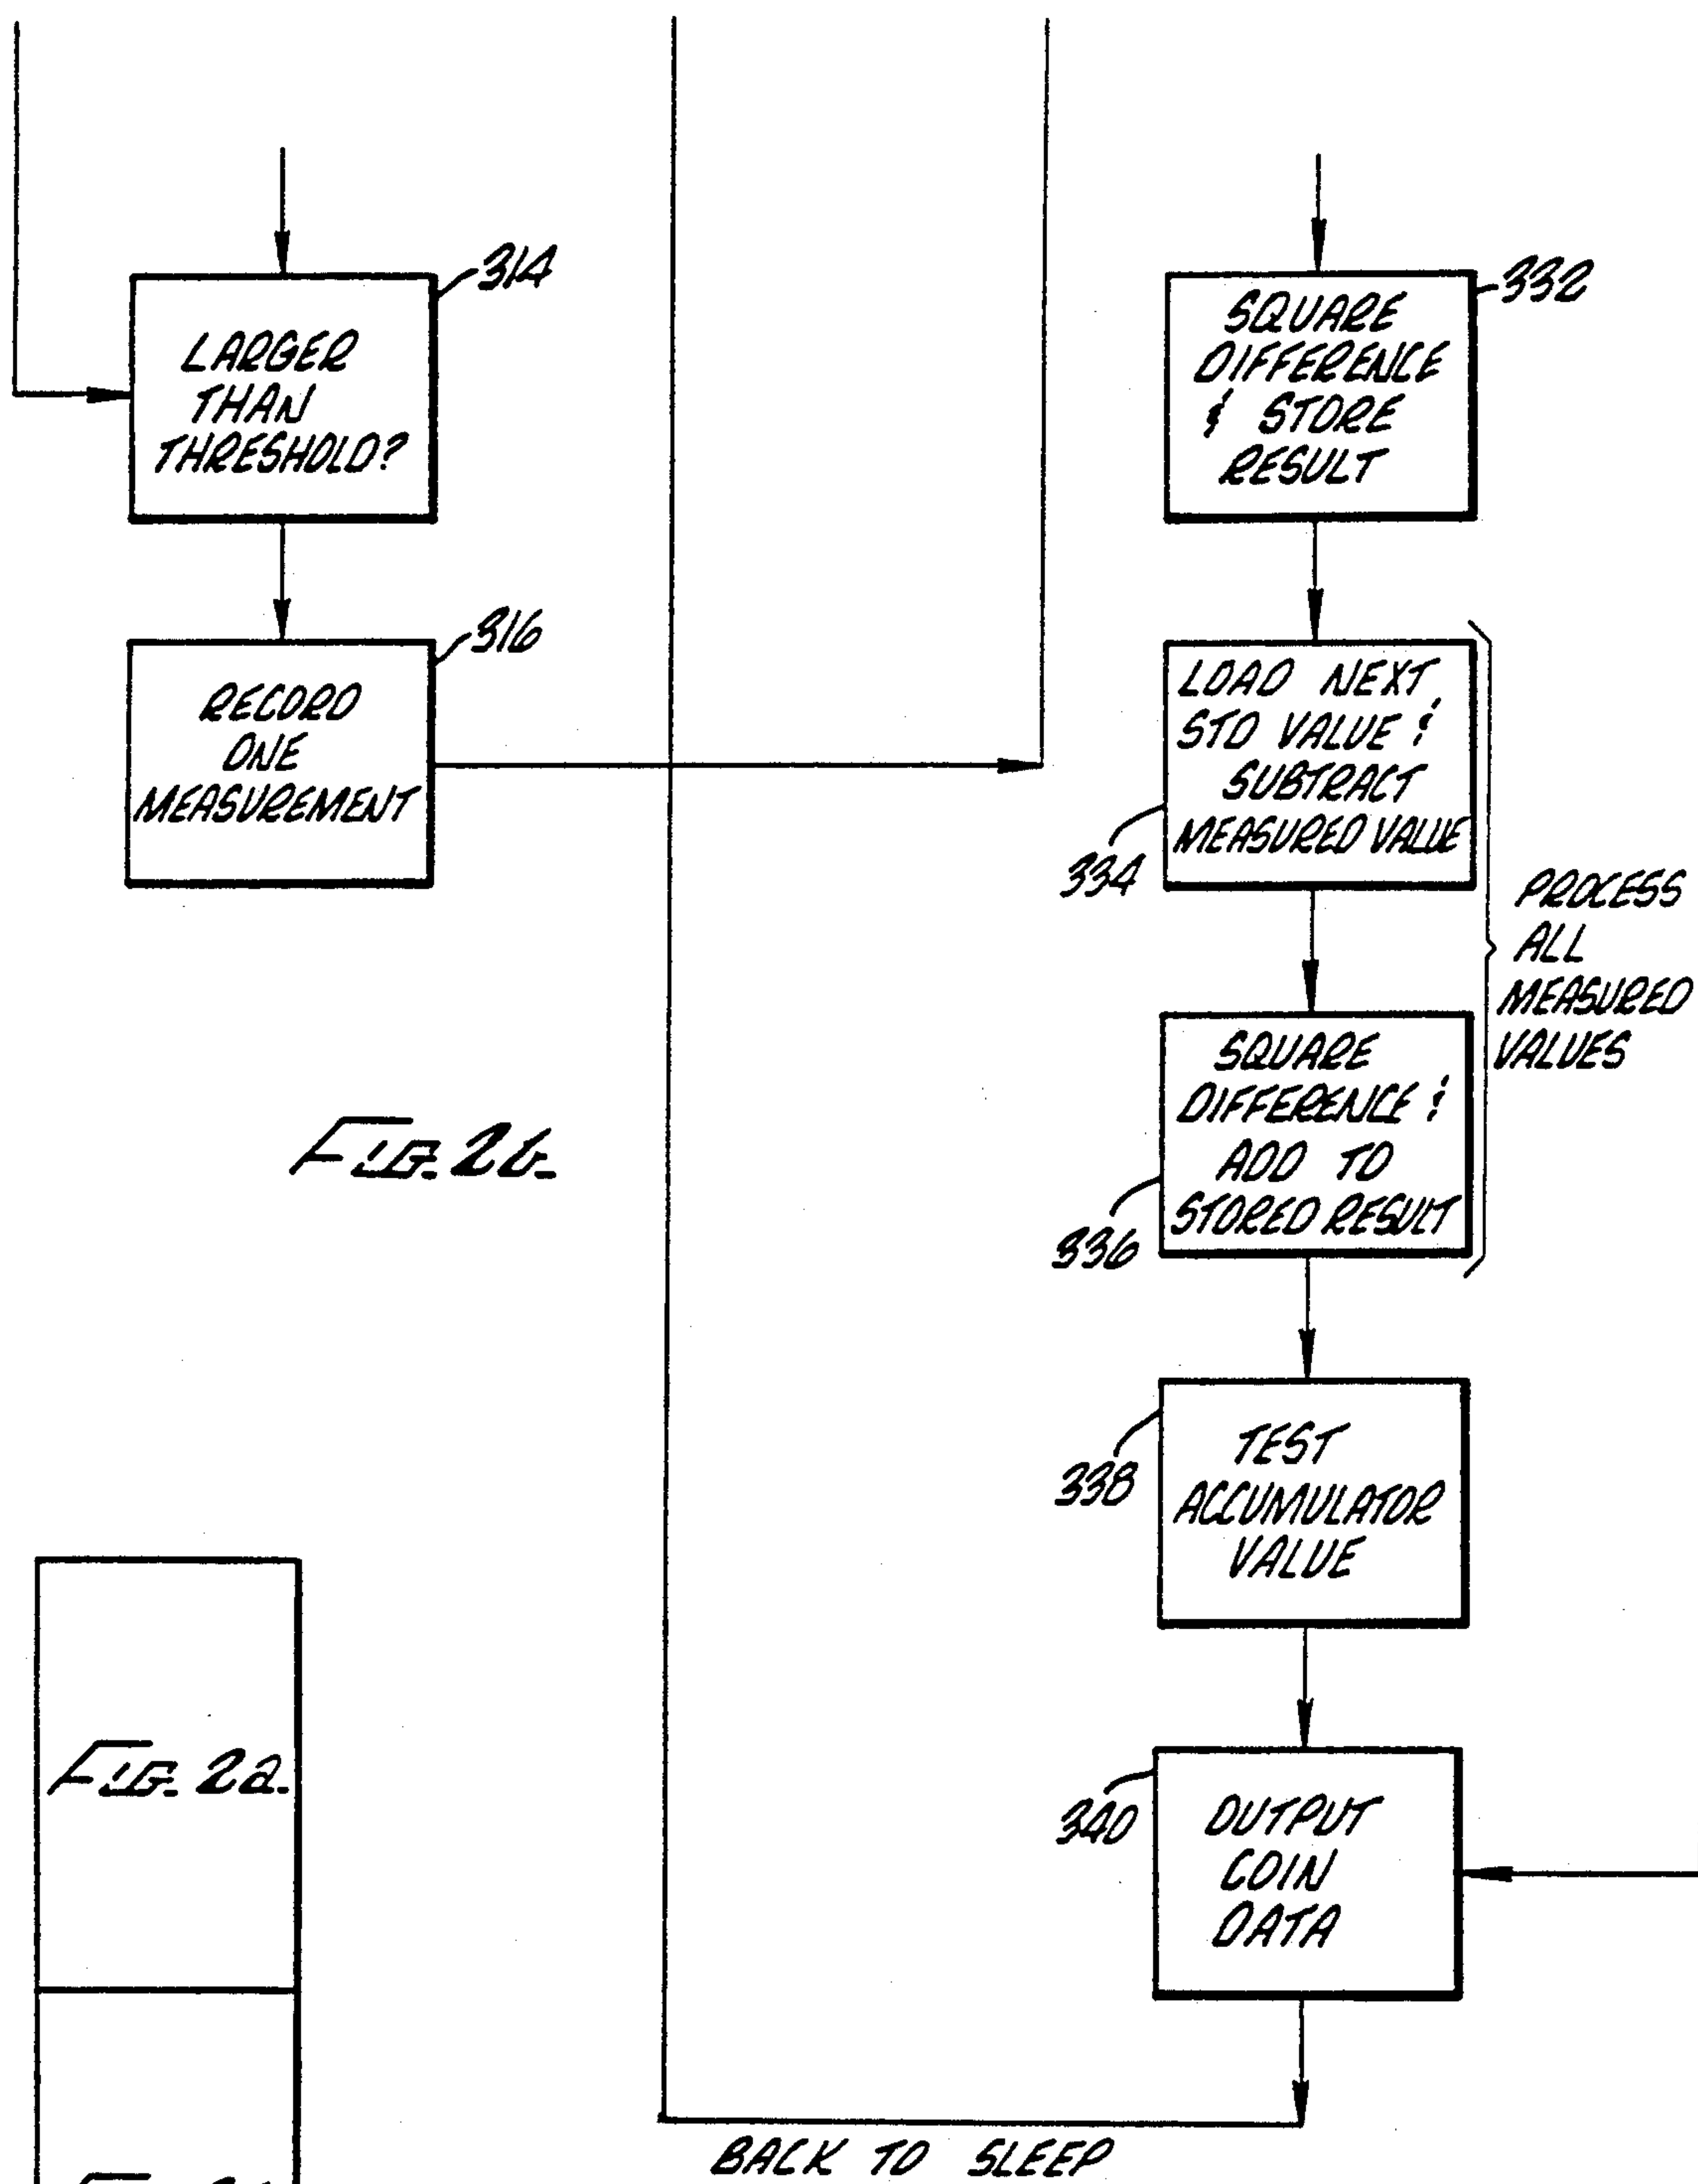 314
LARGER
THAN
THRESHOLD?
316
RECORD
ONE
MEASUREMENT
FIG. 2b.
FIG. 2a.
332
SQUARE
DIFFERENCE
& STORE
RESULT
LOAD NEXT
STD VALUE &
SUBTRACT
MEASURED VALUE
334
PROCESS
ALL
MEASURED
VALUES
SQUARE
DIFFERENCE &
ADD TO
STORED RESULT
336
338
TEST
ACCUMULATOR
VALUE
340
OUTPUT
COIN
DATA
BACK TO SLEEP